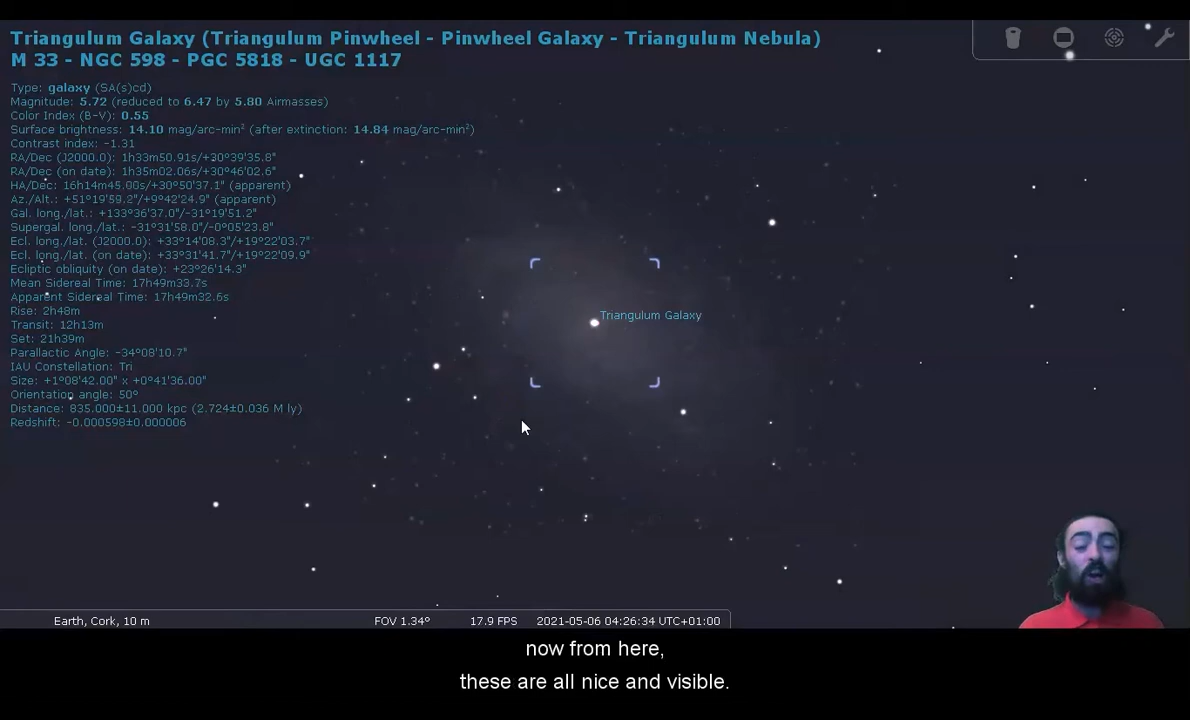 Triangulum Galaxy (Triangulum Pinwheel - Pinwheel Galaxy - Triangulum Nebula)
M 33 - NGC 598 - PGC 5818 - UGC 1117
Type: galaxy (SA(s)cd)
Magnitude: 5.72 (reduced to 6.47 by 5.80 Airmasses)
Color Index (B-V): 0.55
Surface brightness: 14.10 mag/arc-min² (after extinction: 14.84 mag/arc-min²)
Contrast index: -1.31
RA/Dec (J2000.0): 1h33m50.91s/+30°39'35.8"
RA/Dec (on date): 1h35m02.06s/+30°46'02.6"
HA/Dec: 16h14m45.00s/+30°50'37.1" (apparent)
Az./Alt.: +51°19'59.2"/+9°42'24.9" (apparent)
Gal. long./lat.: +133°36'37.0"/-31°19'51.2"
Supergal. long./lat.: -31°31'58.0"/-0°05'23.8"
Ecl. long./lat. (J2000.0): +33°14'08.3"/+19°22'03.7"
Ecl. long./lat. (on date): +33°31'41.7"/+19°22'09.9"
Ecliptic obliquity (on date): +23°26'14.3"
Mean Sidereal Time: 17h49m33.7s
Apparent Sidereal Time: 17h49m32.6s
Rise: 2h48m
Transit: 12h13m
Set: 21h39m
Parallactic Angle: -34°08'10.7"
IAU Constellation: Tri
Size: +1°08'42.00" x +0°41'36.00"
Orientation angle: 50°
Distance: 835.000±11.000 kpc (2.724±0.036 M ly)
Redshift: -0.000598±0.000006
Triangulum Galaxy
Earth, Cork, 10 m FOV 1.34° 17.9 FPS 2021-05-06 04:26:34 UTC+01:00
now from here,
these are all nice and visible.